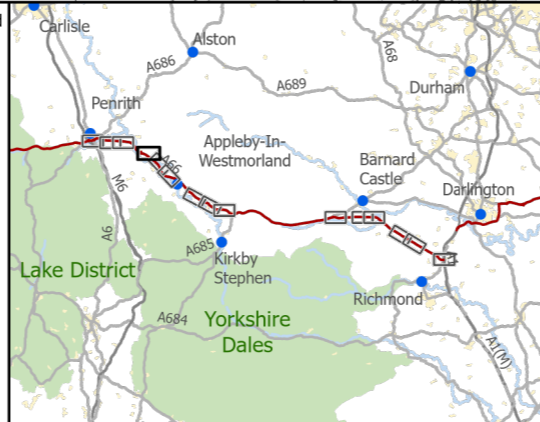 Carlisle
Alston
A68
A686
A689
Durham
Penrith
Appleby-In-
Westmorland
A66
Barnard
Castle
Darlington
M6
A6
A685
Lake District
Kirkby
Stephen
Richmond
A684
Yorkshire
Dales
A1(M)